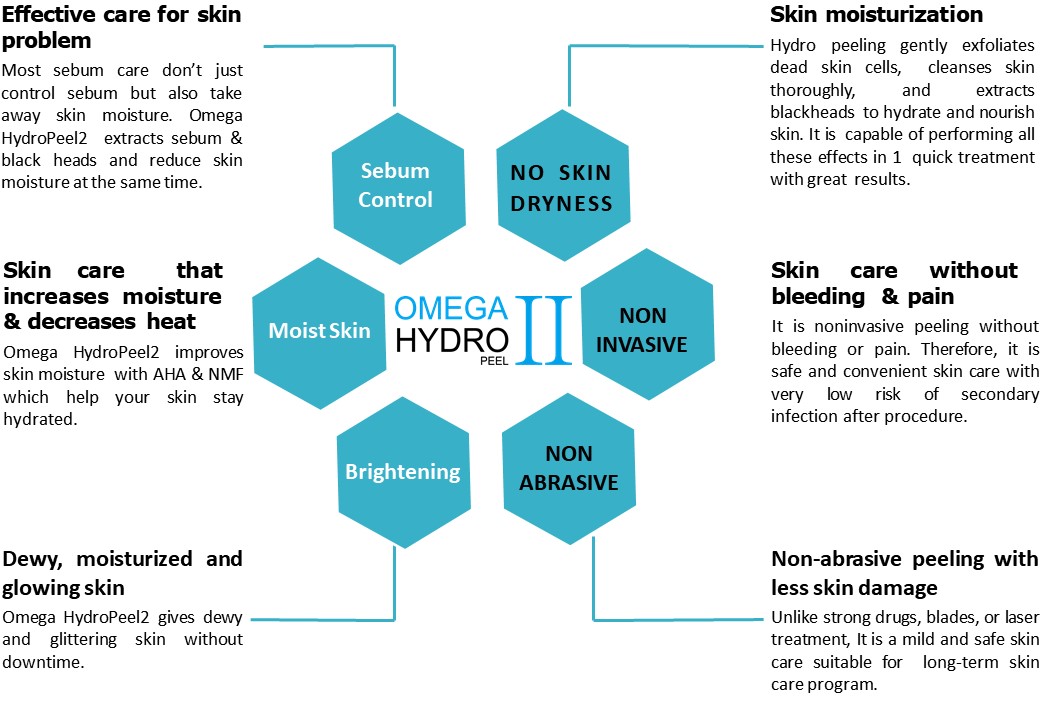 Effective care for skin
problem
Most sebum care don't just
control sebum but also take
away skin moisture. Omega
HydroPeel2 extracts sebum &
black heads and reduce skin
moisture at the same time.
Skin moisturization
Hydro peeling gently exfoliates
dead skin cells, cleanses skin
thoroughly, and extracts
blackheads to hydrate and nourish
skin. It is capable of performing all
these effects in 1 quick treatment
with great results.
Sebum
Control
NO SKIN
DRYNESS
Skin care that
increases moisture
& decreases heat
Omega HydroPeel2 improves
skin moisture with AHA & NMF
which help your skin stay
hydrated.
Moist Skin
OMEGA
HYDRO
PEEL
II
NON
INVASIVE
Skin care without
bleeding & pain
It is noninvasive peeling without
bleeding or pain. Therefore, it is
safe and convenient skin care with
very low risk of secondary
infection after procedure.
Brightening
NON
ABRASIVE
Dewy, moisturized and
glowing skin
Omega HydroPeel2 gives dewy
and glittering skin without
downtime.
Non-abrasive peeling with
less skin damage
Unlike strong drugs, blades, or laser
treatment, It is a mild and safe skin
care suitable for long-term skin
care program.